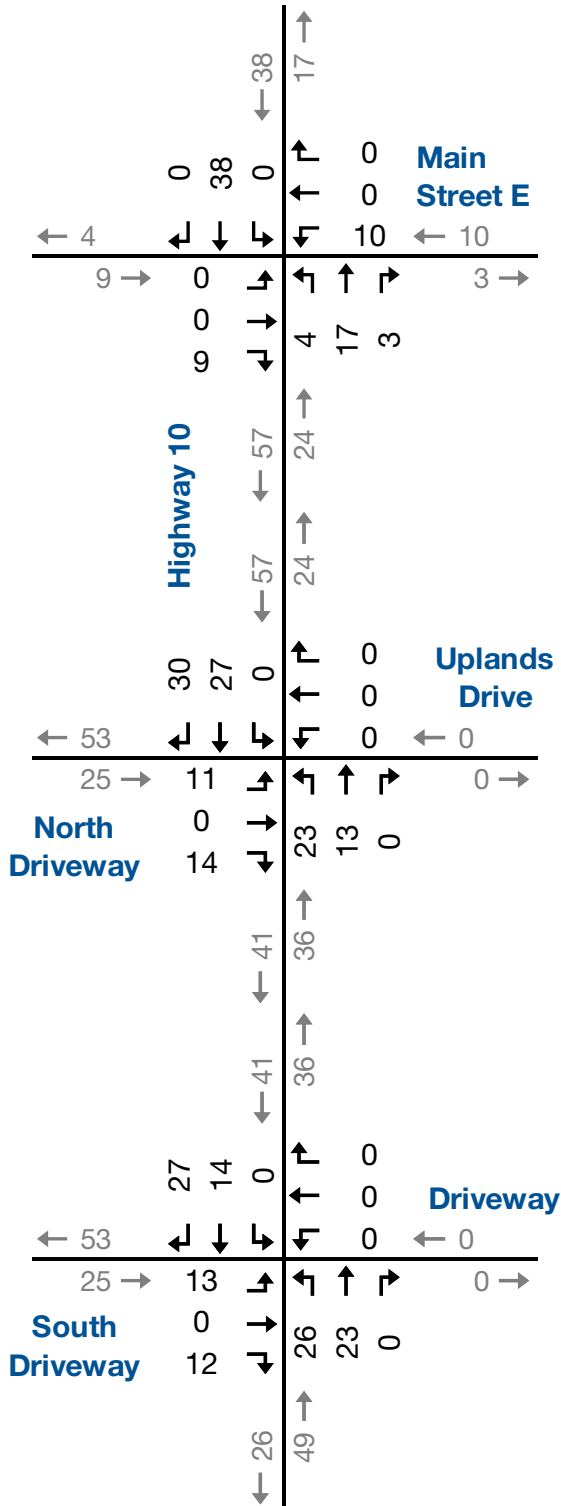 38 17
0 38 0
0 Main
0 Street E
4 10 10
9 0 3
0
9
4 17 3
Highway 10
57 24
57 24
30 27 0
0 Uplands
0 Drive
53 0 0
25 11 0
North 0
Driveway 14
23 13 0
41 36
41 36
27 14 0
0
0 Driveway
53 0 0
25 13 0
South 0
Driveway 12
26 23 0
26 49